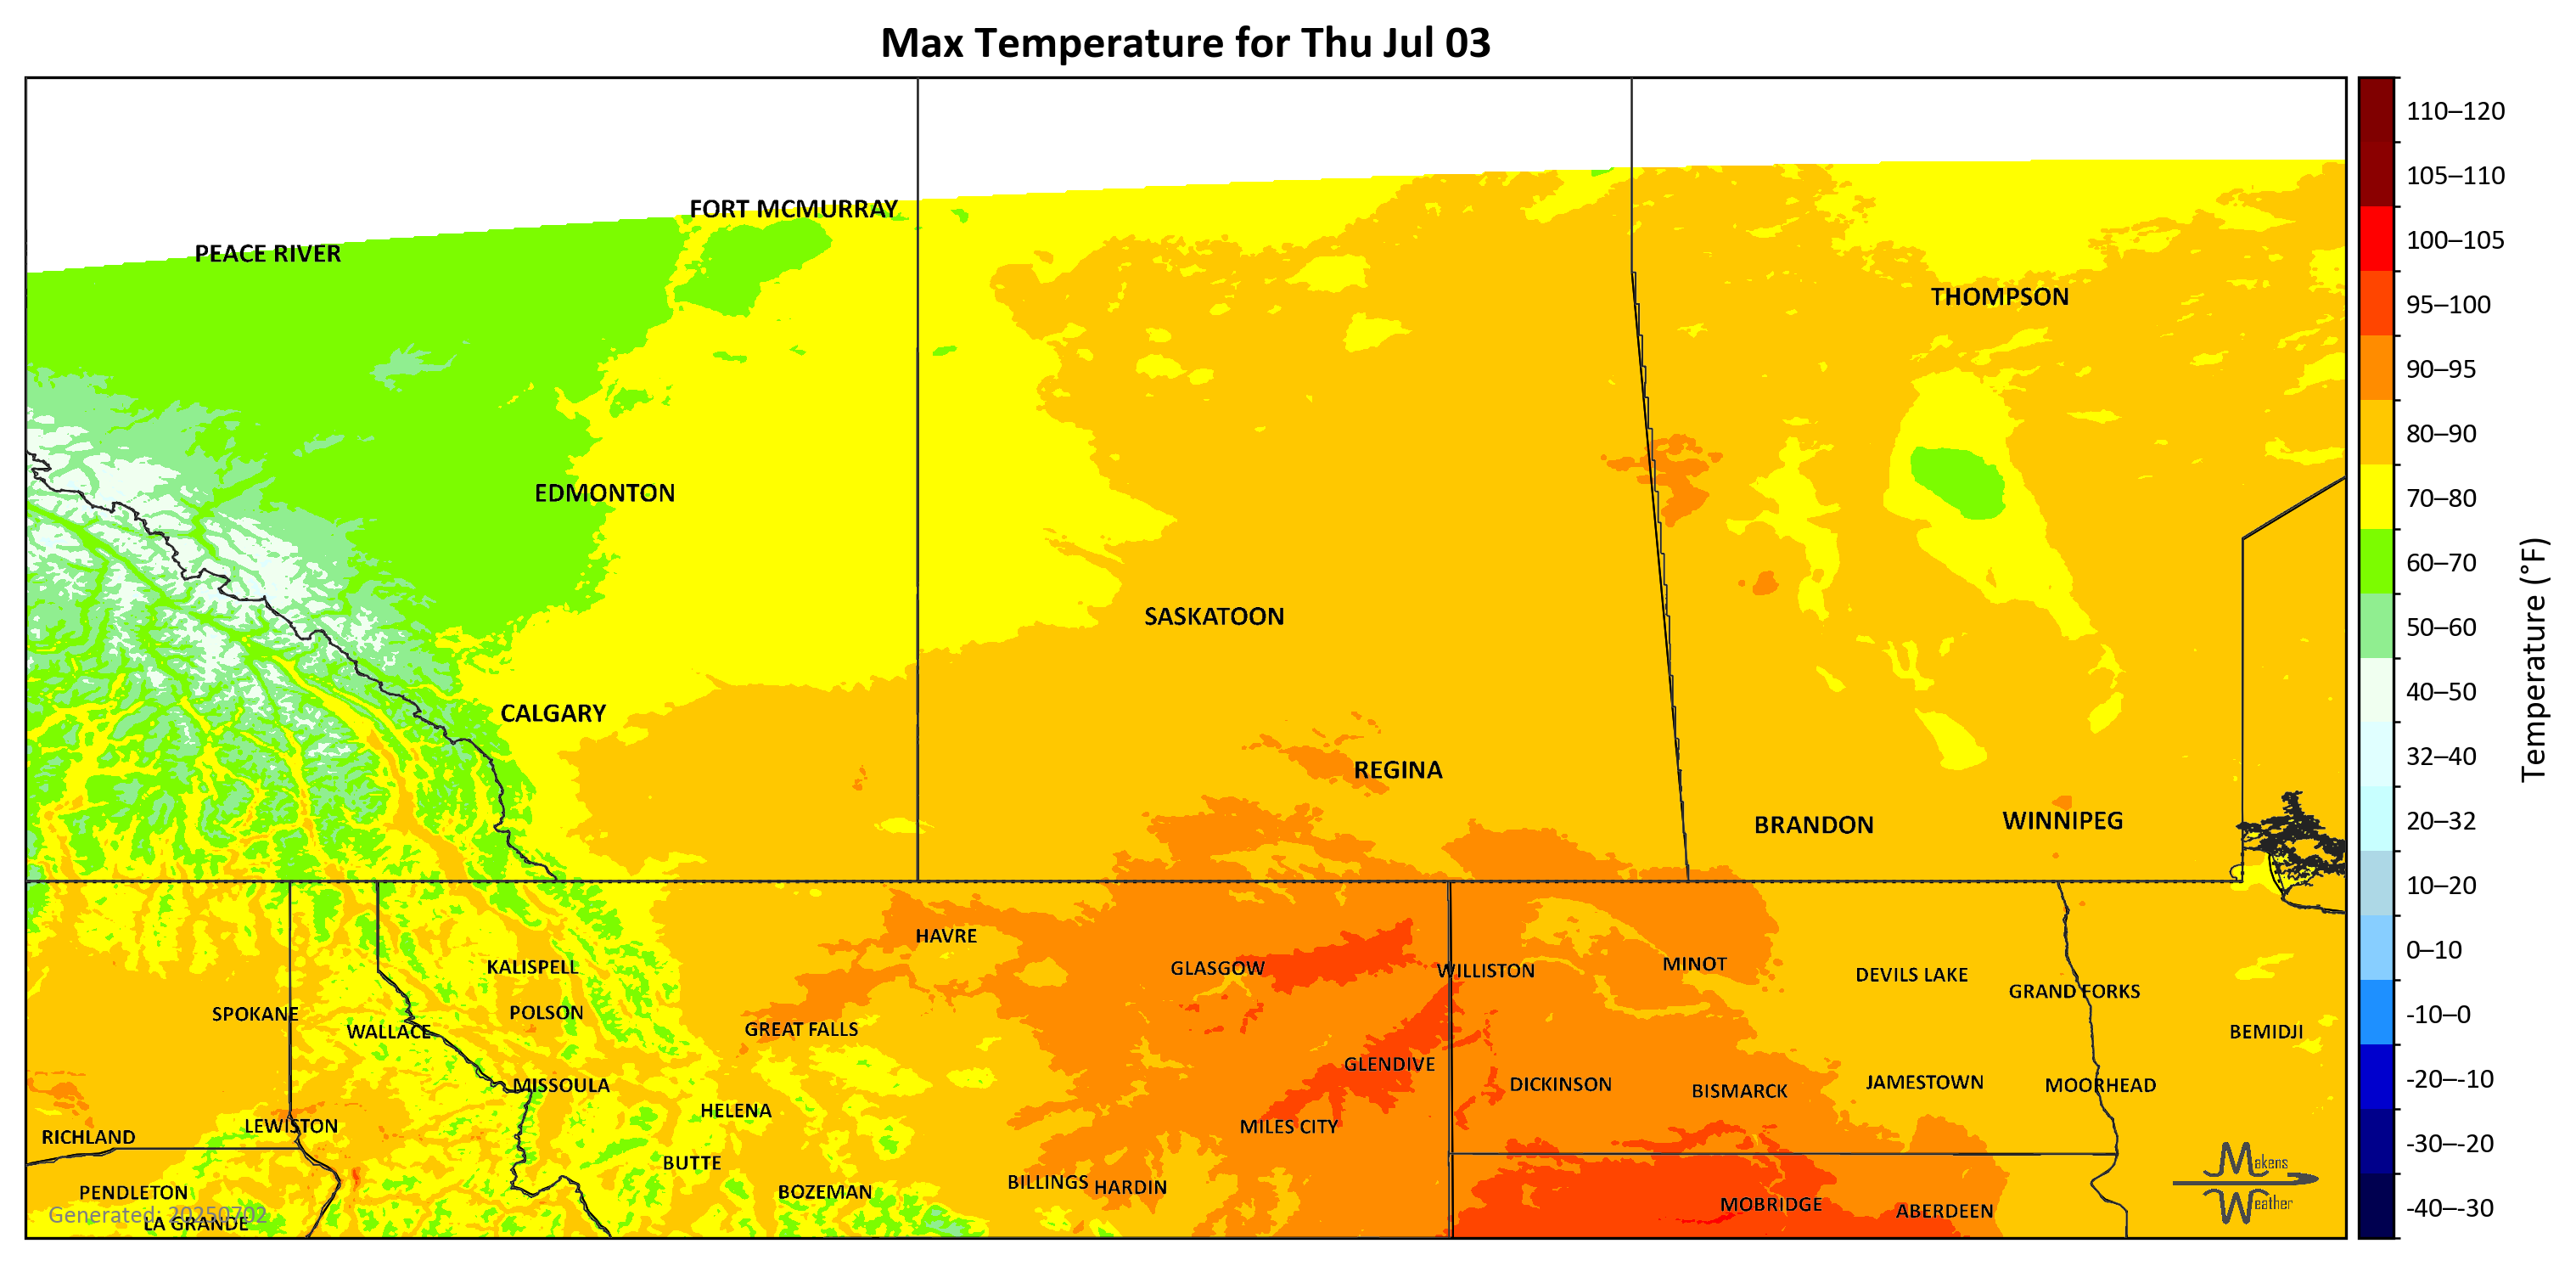 Max Temperature for Thu Jul 03
110–120
105–110
100–105
95–100
90–95
80–90
70–80
60–70
50–60
40–50
32–40
20–32
10–20
0–10
-10–0
-20–-10
-30–-20
-40–-30
Temperature (°F)
FORT MCMURRAY
PEACE RIVER
THOMPSON
EDMONTON
SASKATOON
CALGARY
REGINA
BRANDON
WINNIPEG
HAVRE
KALISPELL
GLASGOW
WILLISTON
MINOT
DEVILS LAKE
GRAND FORKS
SPOKANE
POLSON
WALLACE
GREAT FALLS
BEMIDJI
GLENDIVE
MISSOULA
DICKINSON
BISMARCK
JAMESTOWN
MOORHEAD
HELENA
LEWISTON
MILES CITY
RICHLAND
BUTTE
BILLINGS
HARDIN
PENDLETON
BOZEMAN
MOBRIDGE
ABERDEEN
LA GRANDE
Generated: 20250702
Makens
Weather